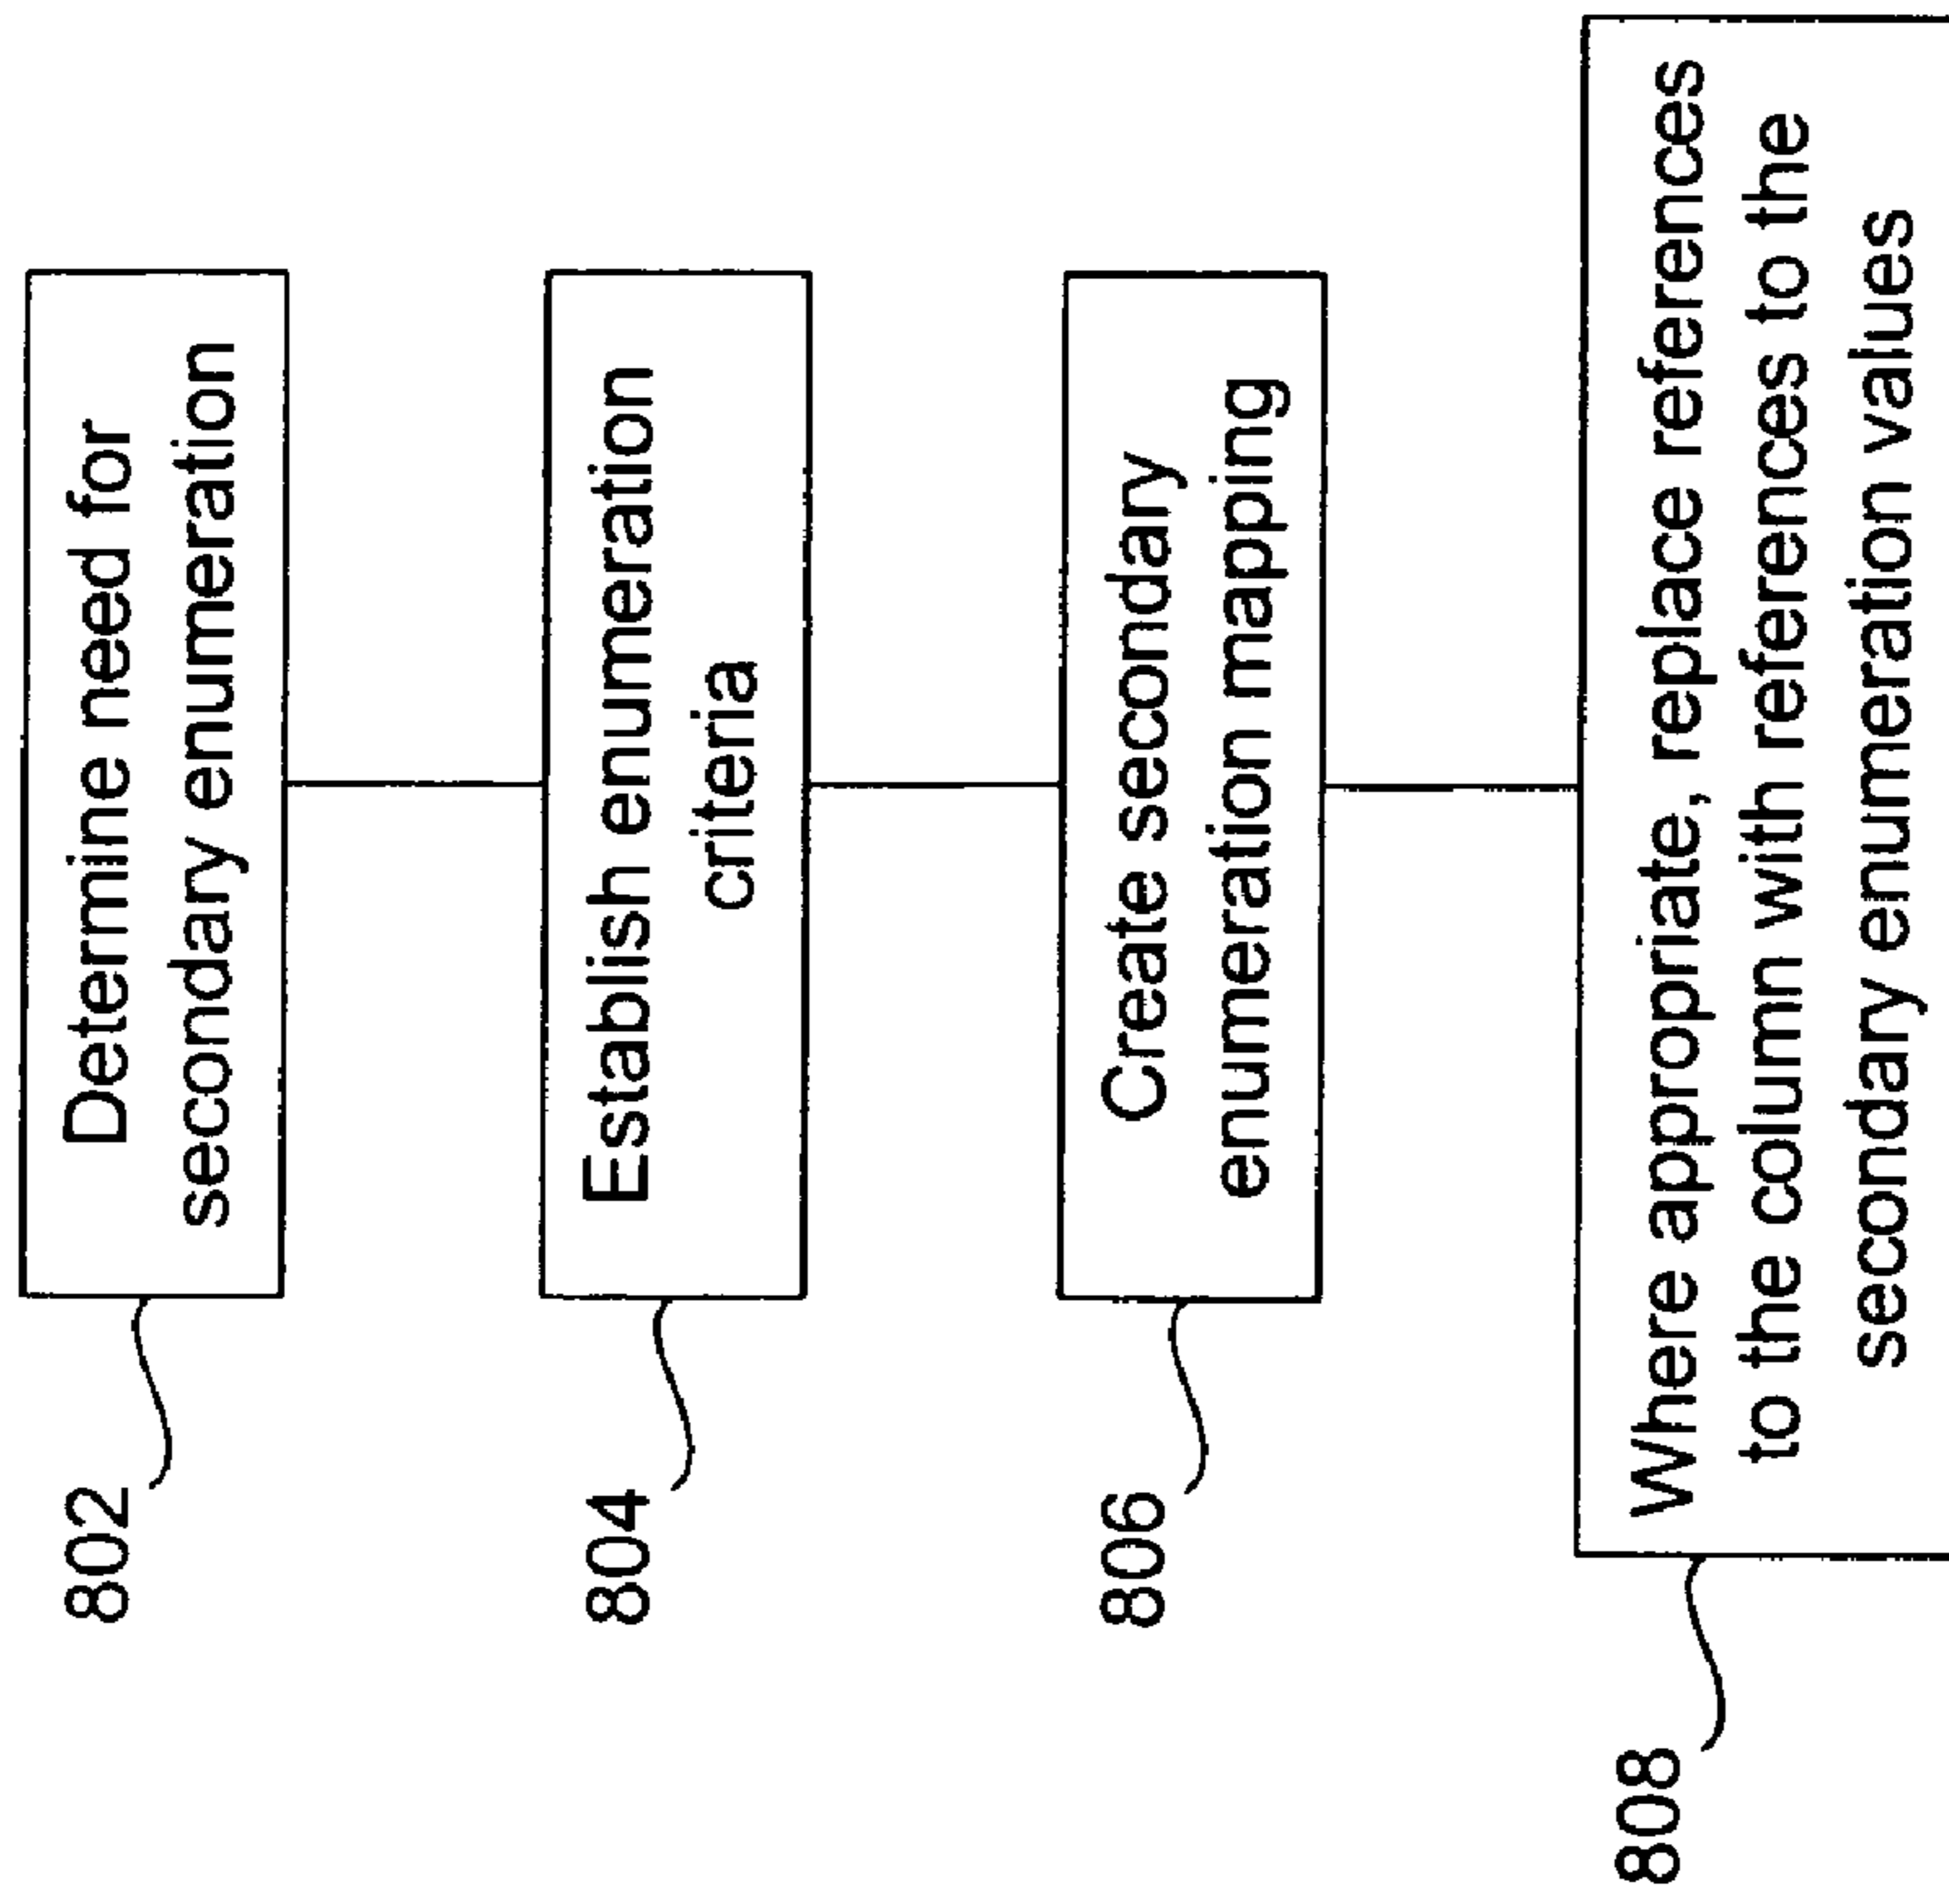 802
Determine need for
secondary enumeration
804
Establish enumeration
criteria
806
Create secondary
enumeration mapping
808
Where appropriate, replace references
to the column with references to the
secondary enumeration values